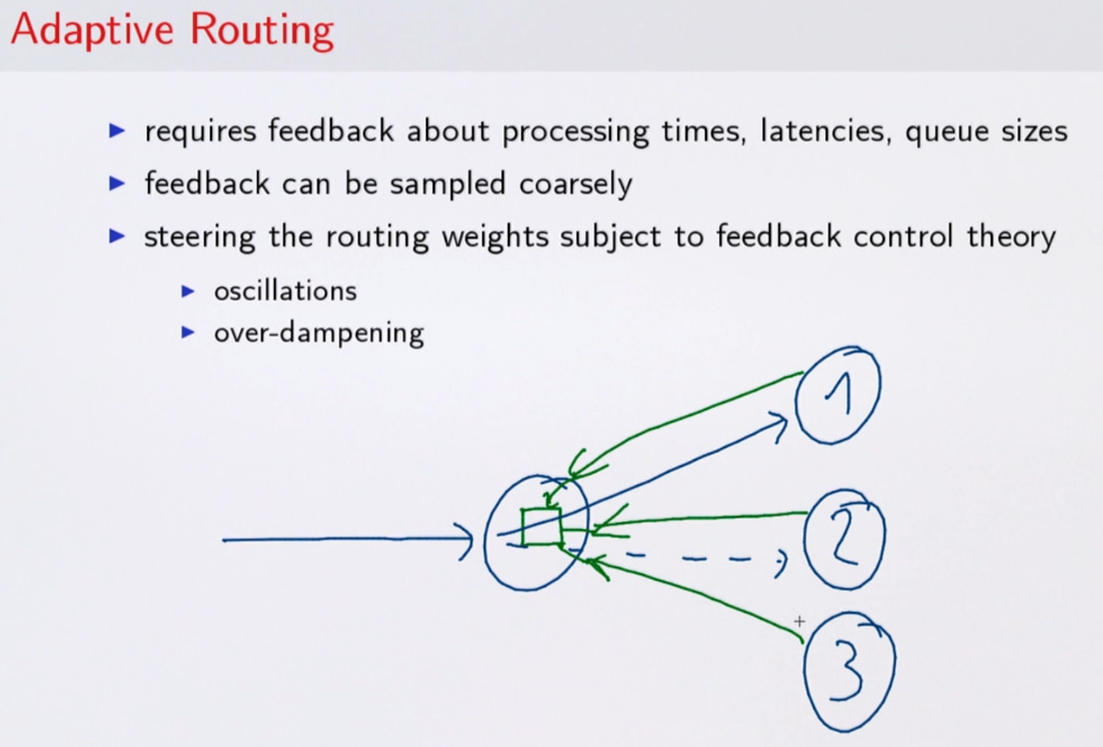 Adaptive Routing
requires feedback about processing times, latencies, queue sizes
feedback can be sampled coarsely
steering the routing weights subject to feedback control theory
oscillations
over-dampening
1
2
3